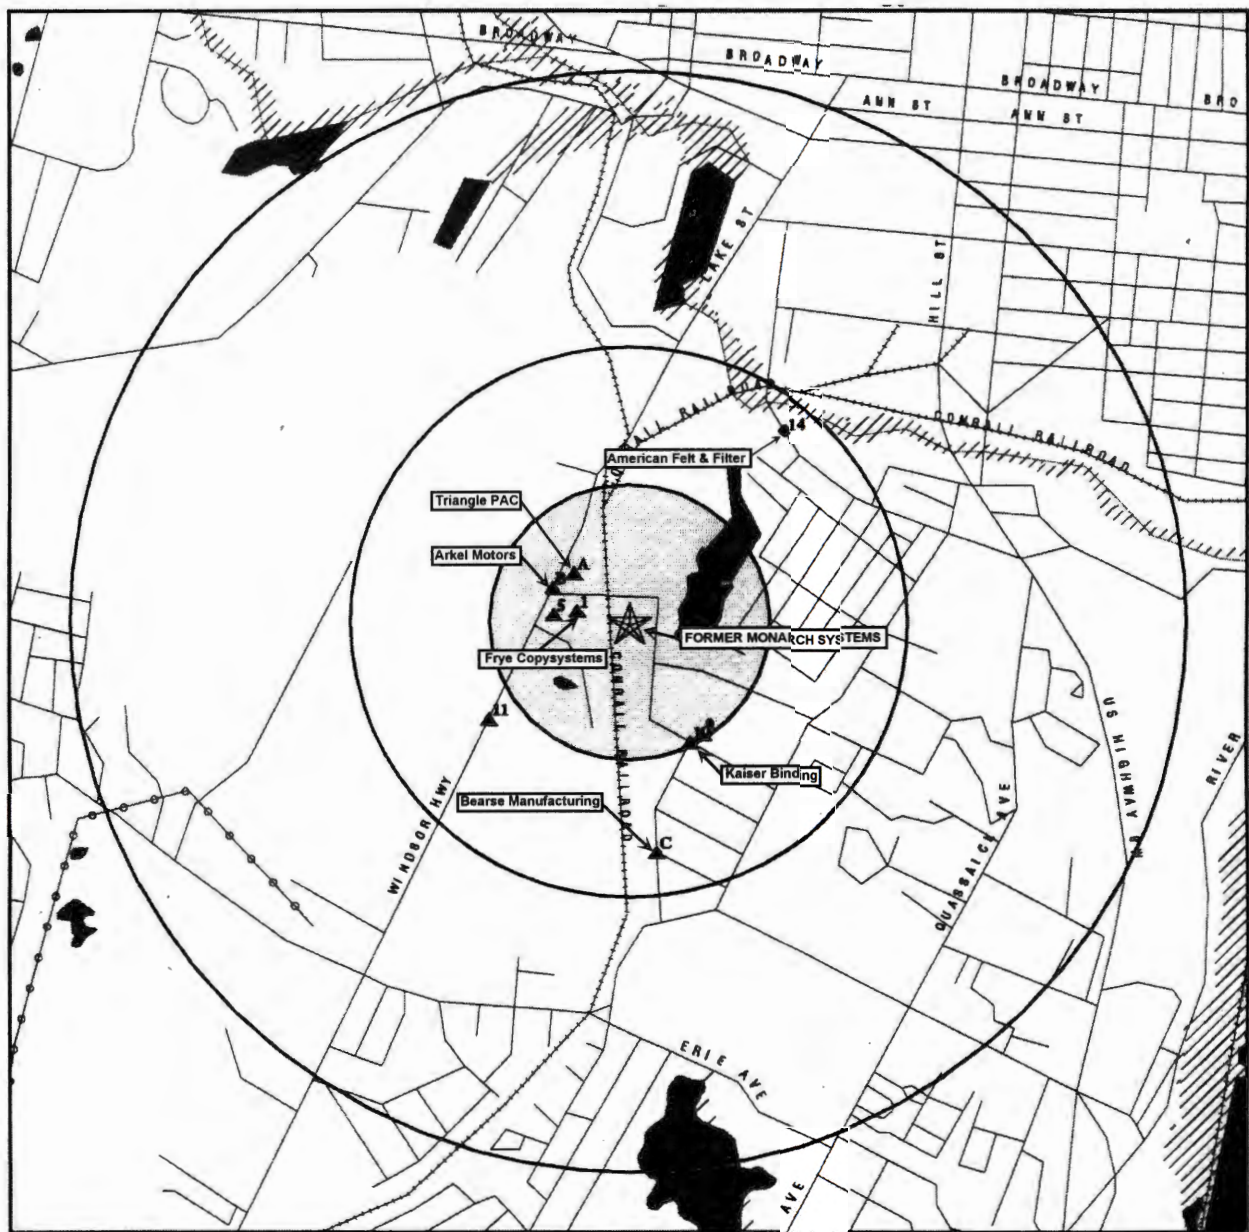 BROADWAY
BROADWAY
BROADWAY
BRO
ANN ST
ANN ST
LAKE ST
HILL ST
RAIL RAILROAD
CONRAIL RAILROAD
14
American Felt & Filter
Triangle PAC
A
Arkel Motors
5
1
FORMER MONARCH SYSTEMS
Frye Copysystems
CONRAIL RAILROAD
11
Kaiser Binding
Bearse Manufacturing
C
WINDSOR HWY
QUASSAICK AVE
US HIGHWAY 9W
RIVER
ERIE AVE
AVE